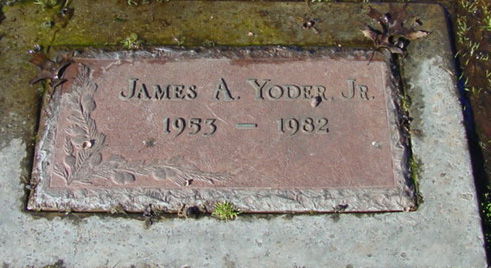 JAMES A. YODER, JR.
1953 — 1982